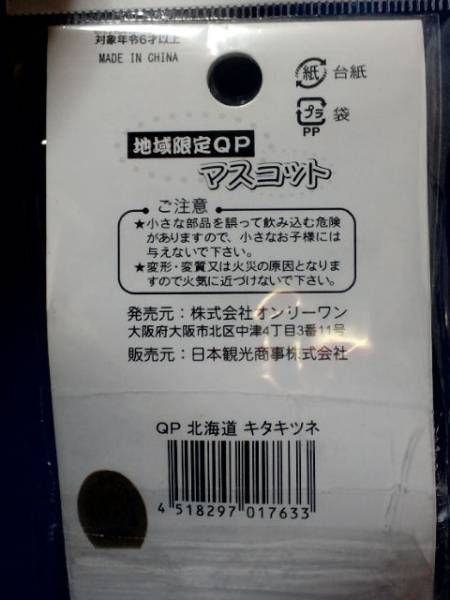 対象年令6才以上
MADE IN CHINA
紙 台紙
プラ 袋
PP
地域限定QP
マスコット
ご注意
★小さな部品を誤って飲み込む危険
がありますので、小さなお子様には
与えないで下さい。
★変形・変質又は火災の原因となりま
すので火気に近づけないで下さい。
発売元：株式会社オンリーワン
大阪府大阪市北区中津4丁目3番11号
販売元：日本観光商事株式会社
QP 北海道 キタキツネ
4 518297 017633